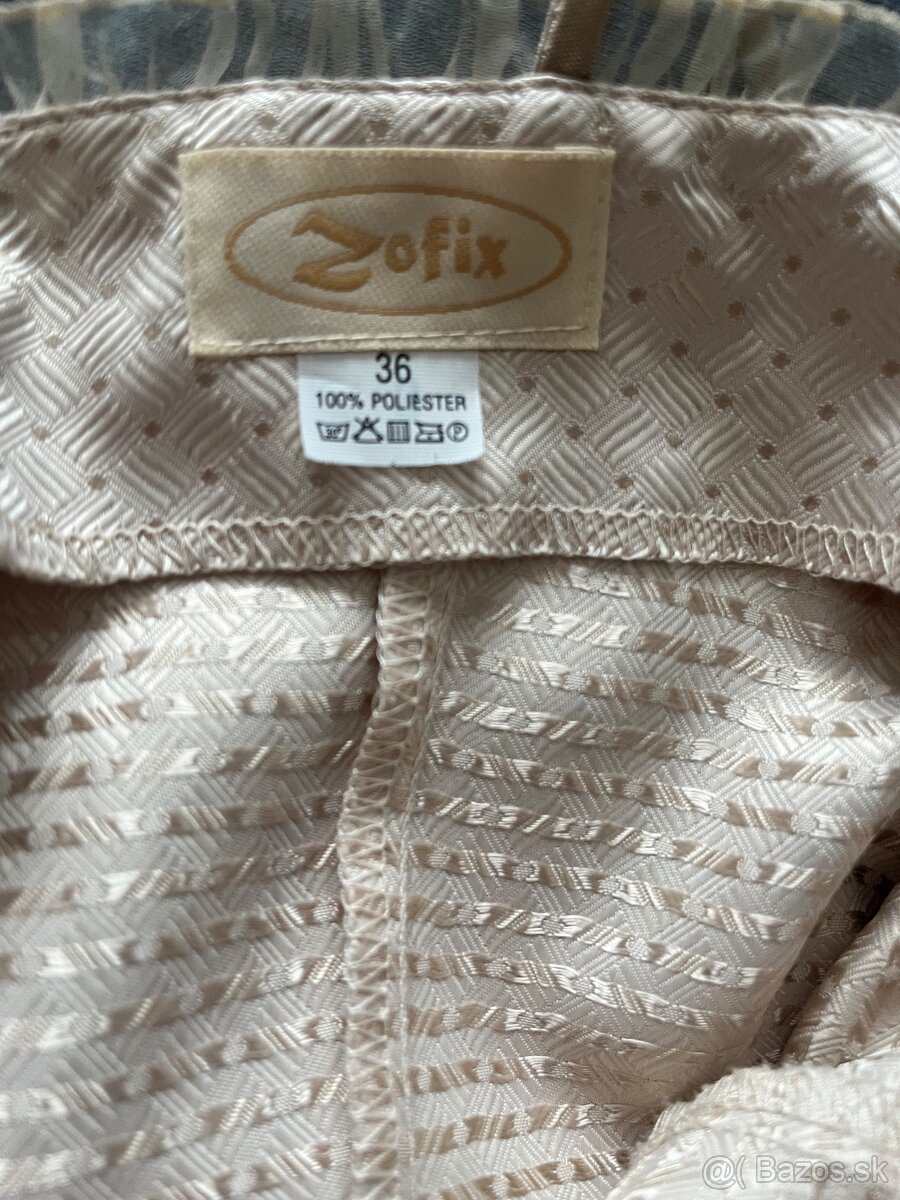 Zofix
36
100% POLIESTER
P
@( Bazos.sk